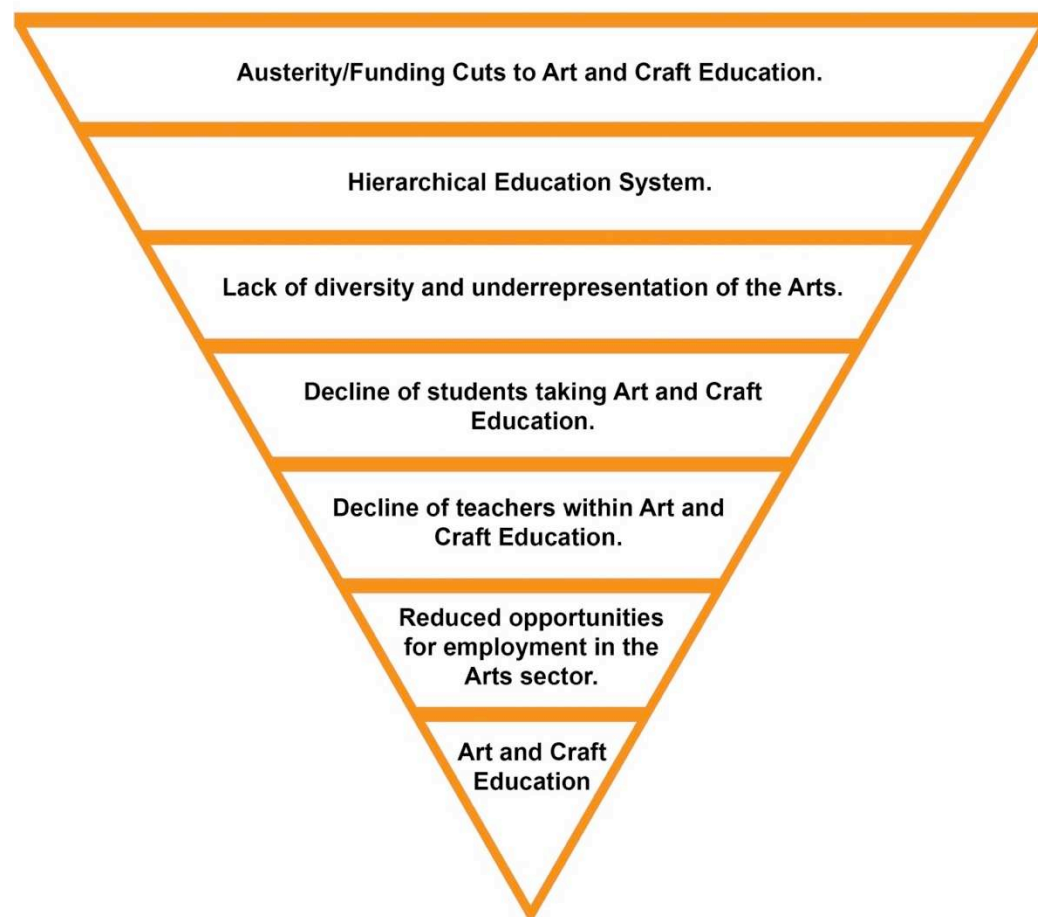 Austerity/Funding Cuts to Art and Craft Education.
Hierarchical Education System.
Lack of diversity and underrepresentation of the Arts.
Decline of students taking Art and Craft
Education.
Decline of teachers within Art and
Craft Education.
Reduced opportunities
for employment in the
Arts sector.
Art and Craft
Education